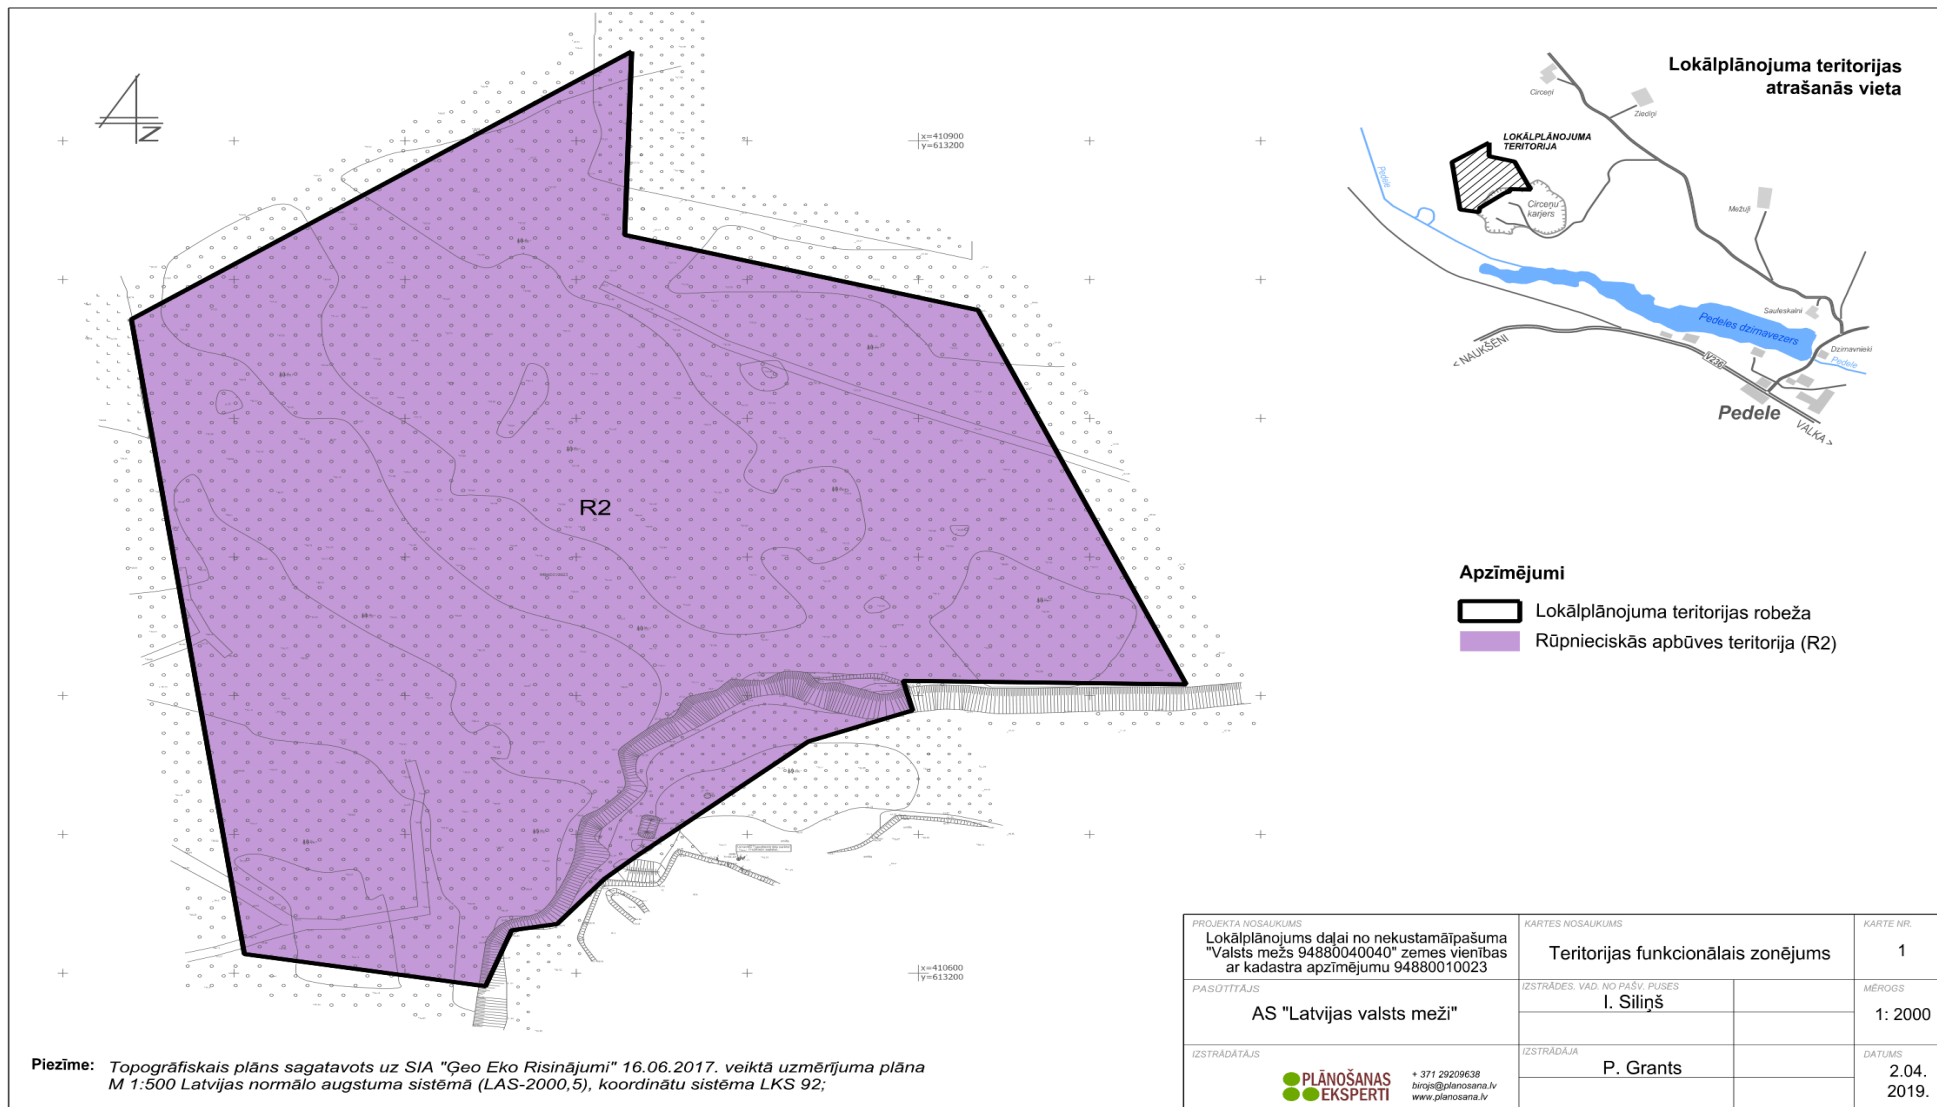 Z
x=410900
y=613200
R2
x=410600
y=613200
Lokālplānojuma teritorijas
atrašanās vieta
Circeņi
Ziediņi
LOKĀLPLĀNOJUMA
TERITORIJA
Pedele
Circeņu
karjers
Mežuļi
Sauleskalni
Pedeles dzirnavezers
Dzirnavnieki
Pedele
< NAUKŠĒNI
V236
Pedele
VALKA >
Apzīmējumi
Lokālplānojuma teritorijas robeža
Rūpnieciskās apbūves teritorija (R2)
PROJEKTA NOSAUKUMS
Lokālplānojums daļai no nekustamāīpašuma
"Valsts mežs 94880040040" zemes vienības
ar kadastra apzīmējumu 94880010023
KARTES NOSAUKUMS
Teritorijas funkcionālais zonējums
KARTE NR.
1
PASŪTĪTĀJS
AS "Latvijas valsts meži"
IZSTRĀDES. VAD. NO PAŠV. PUSES
I. Siliņš
MĒROGS
1: 2000
IZSTRĀDĀTĀJS
PLĀNOŠANAS
EKSPERTI
+ 371 29209638
birojs@planosana.lv
www.planosana.lv
IZSTRĀDĀJA
P. Grants
DATUMS
2.04.
2019.
Piezīme: Topogrāfiskais plāns sagatavots uz SIA "Ģeo Eko Risinājumi" 16.06.2017. veiktā uzmērījuma plāna
M 1:500 Latvijas normālo augstuma sistēmā (LAS-2000,5), koordinātu sistēma LKS 92;